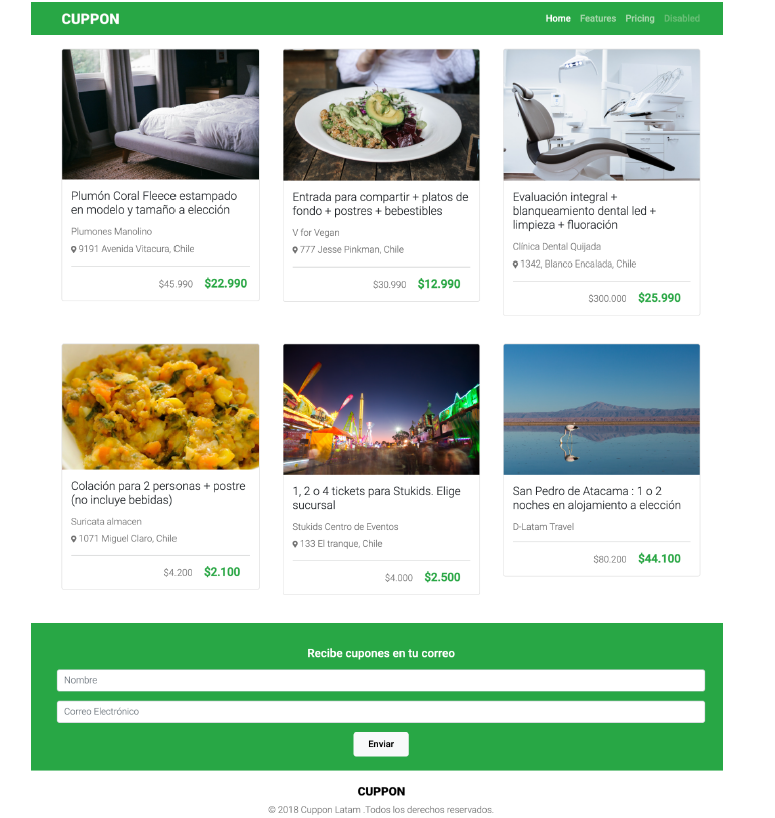 CUPPON
Home Features Pricing Disabled
Plumón Coral Fleece estampado
en modelo y tamaño a elección
Plumones Manolino
9191 Avenida Vitacura, Chile
$45.990 $22.990
Entrada para compartir + platos de
fondo + postres + bebestibles
V for Vegan
777 Jesse Pinkman, Chile
$30.990 $12.990
Evaluación integral +
blanqueamiento dental led +
limpieza + fluoración
Clínica Dental Quijada
1342, Blanco Encalada, Chile
$300.000 $25.990
Colación para 2 personas + postre
(no incluye bebidas)
Suricata almacen
1071 Miguel Claro, Chile
$4.200 $2.100
1, 2 o 4 tickets para Stukids. Elige
sucursal
Stukids Centro de Eventos
133 El tranque, Chile
$4.000 $2.500
San Pedro de Atacama : 1 o 2
noches en alojamiento a elección
D-Latam Travel
$80.200 $44.100
Recibe cupones en tu correo
Nombre
Correo Electrónico
Enviar
CUPPON
© 2018 Cuppon Latam .Todos los derechos reservados.